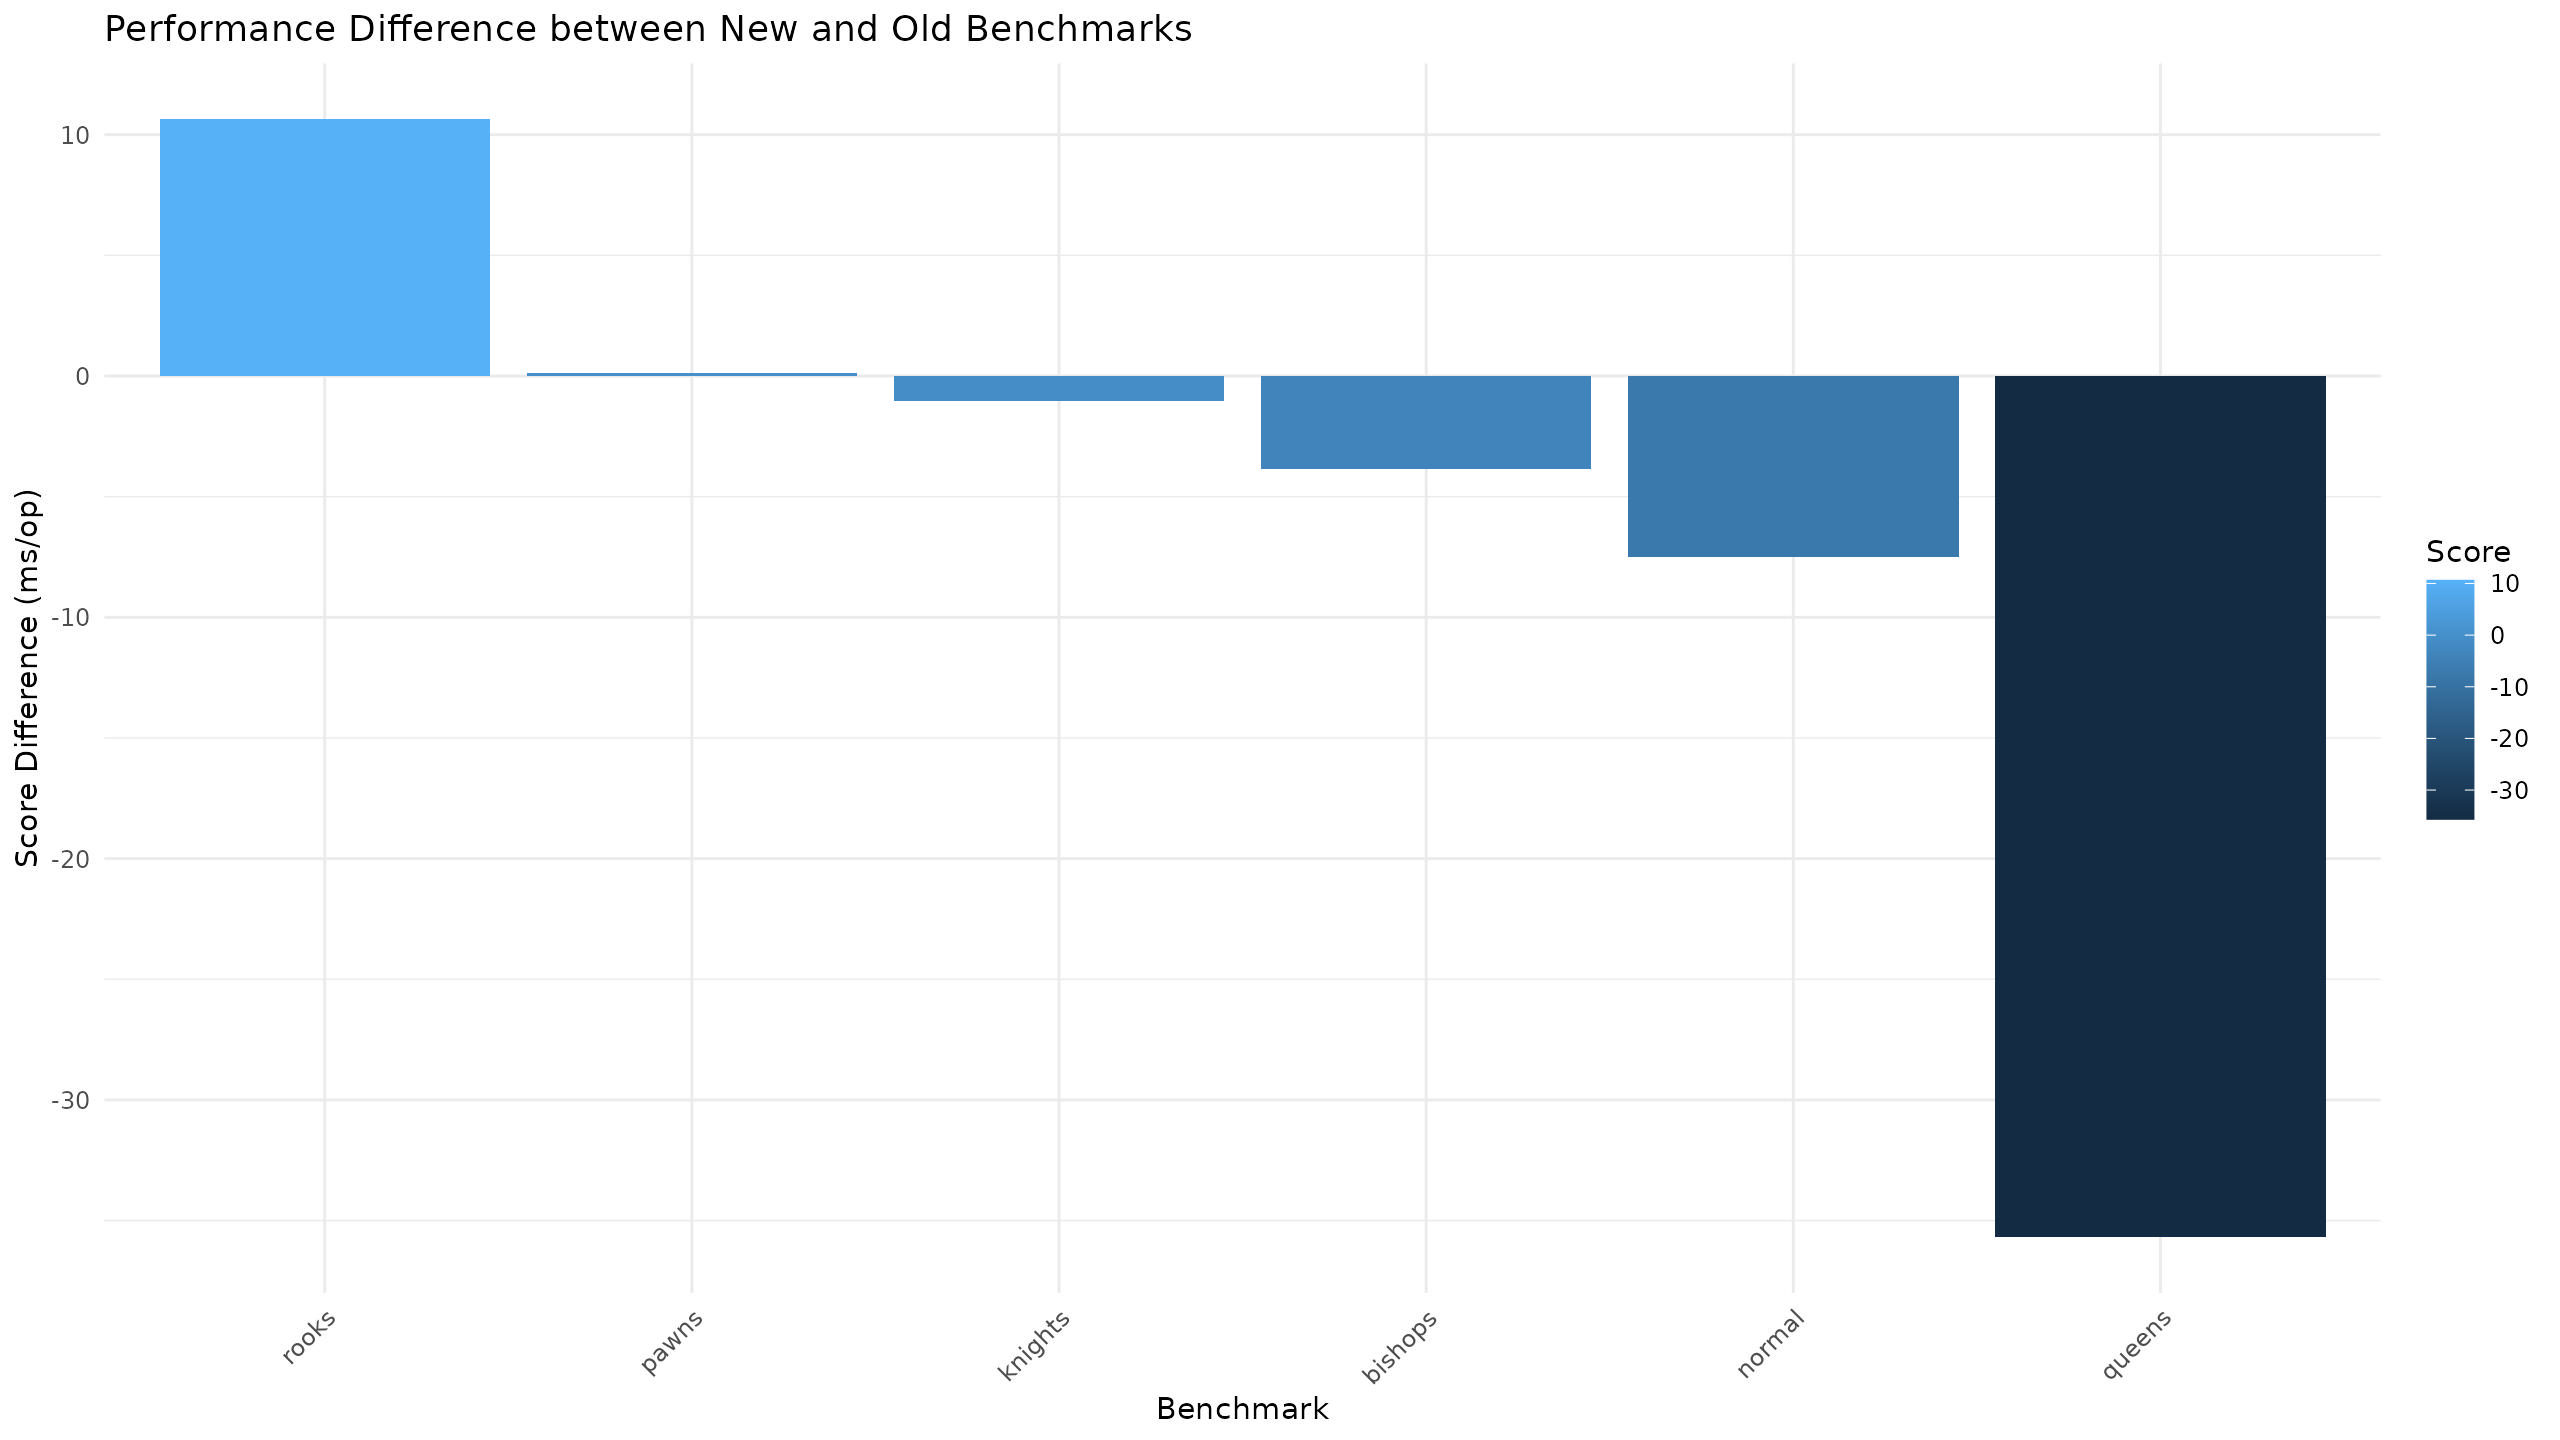 Performance Difference between New and Old Benchmarks
10
0
-10
-20
-30
Score Difference (ms/op)
rooks
pawns
knights
bishops
normal
queens
Benchmark
Score
10
0
-10
-20
-30